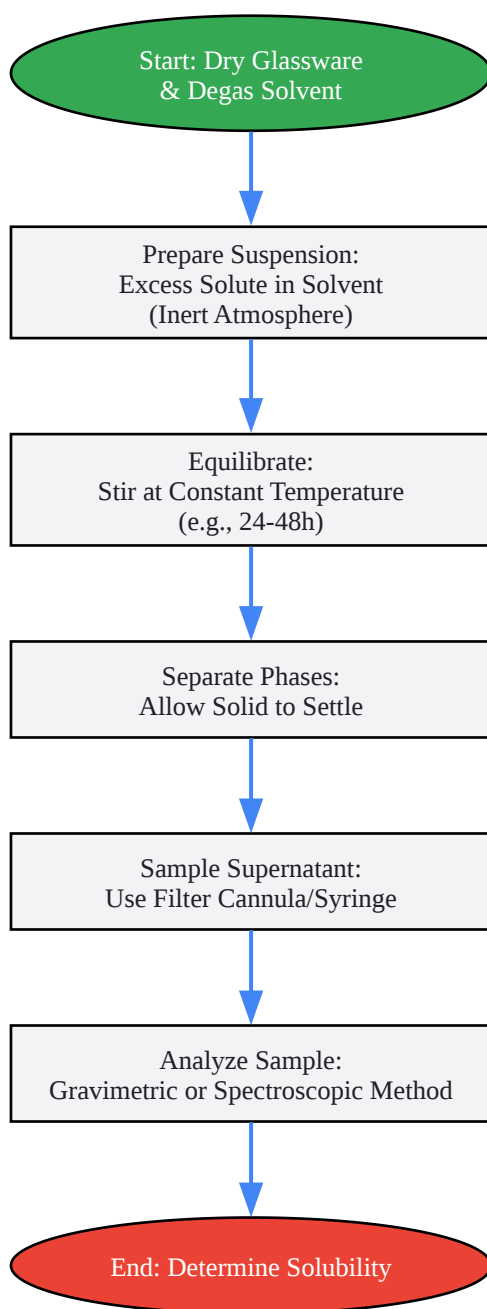 Start: Dry Glassware
& Degas Solvent
Prepare Suspension:
Excess Solute in Solvent
(Inert Atmosphere)
Equilibrate:
Stir at Constant Temperature
(e.g., 24-48h)
Separate Phases:
Allow Solid to Settle
Sample Supernatant:
Use Filter Cannula/Syringe
Analyze Sample:
Gravimetric or Spectroscopic Method
End: Determine Solubility